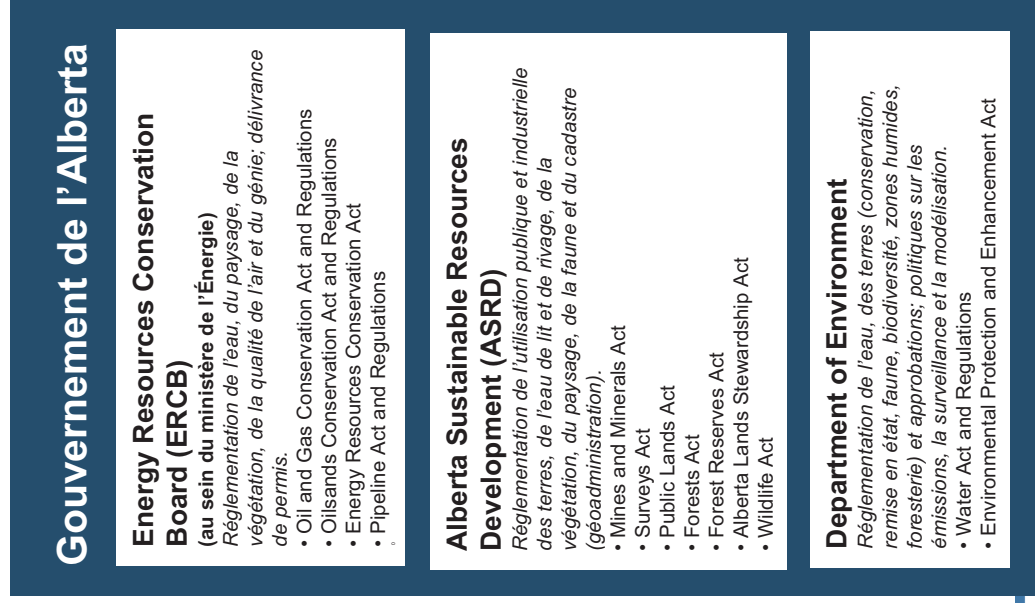 Gouvernement de l’Alberta
Energy Resources Conservation
Board (ERCB)
(au sein du ministère de l’Énergie)
Réglementation de l’eau, du paysage, de la
végétation, de la qualité de l’air et du génie; délivrance
de permis.
• Oil and Gas Conservation Act and Regulations
• Oilsands Conservation Act and Regulations
• Energy Resources Conservation Act
• Pipeline Act and Regulations
Alberta Sustainable Resources
Development (ASRD)
Réglementation de l’utilisation publique et industrielle
des terres, de l’eau de lit et de rivage, de la
végétation, du paysage, de la faune et du cadastre
(géoadministration).
• Mines and Minerals Act
• Surveys Act
• Public Lands Act
• Forests Act
• Forest Reserves Act
• Alberta Lands Stewardship Act
• Wildlife Act
Department of Environment
Réglementation de l’eau, des terres (conservation,
remise en état, faune, biodiversité, zones humides,
foresterie) et approbations; politiques sur les
émissions, la surveillance et la modélisation.
• Water Act and Regulations
• Environmental Protection and Enhancement Act